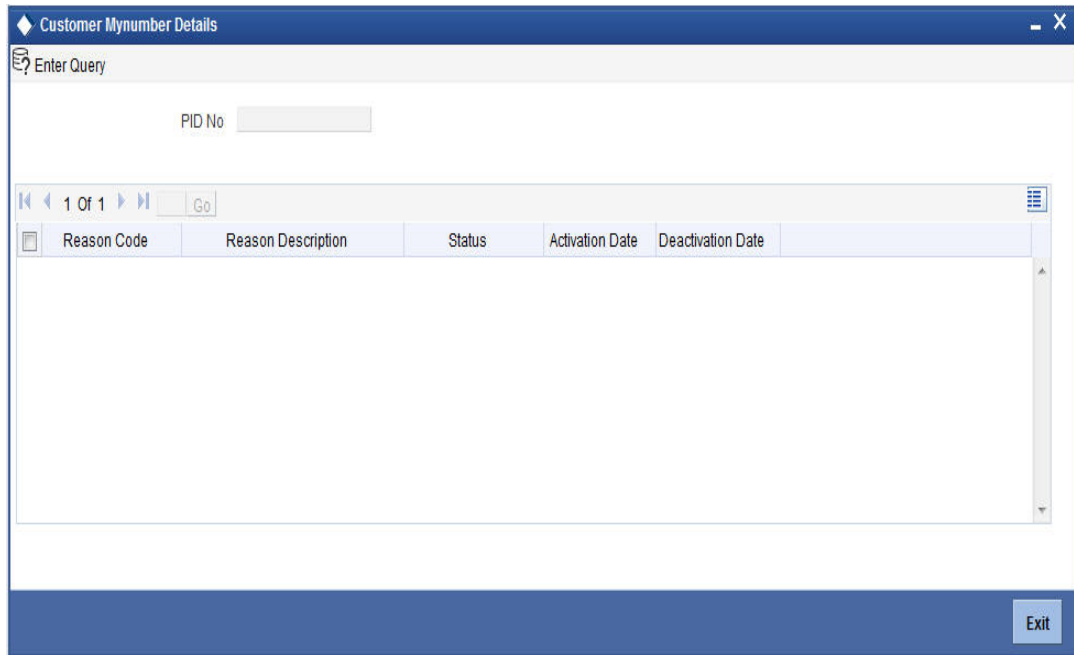 Customer Mynumber Details
Enter Query
PID No
1 Of 1 Go
Reason Code Reason Description Status Activation Date Deactivation Date
Exit